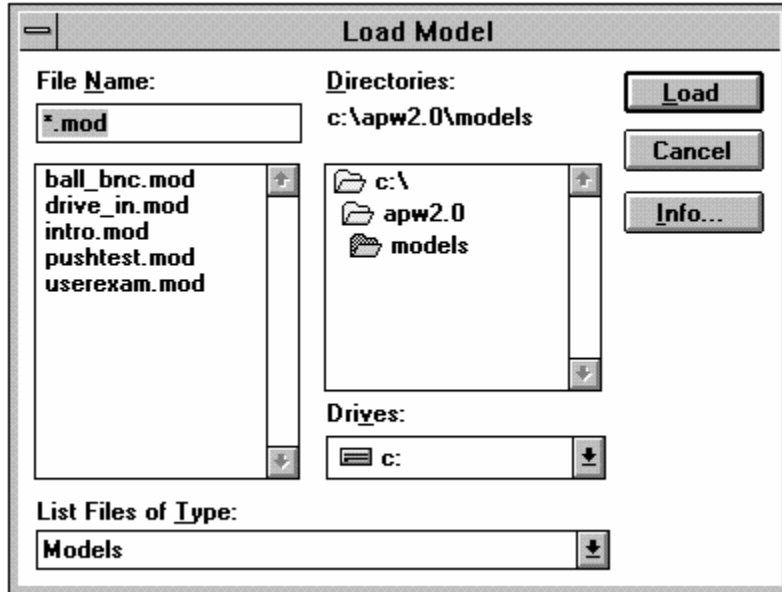 Load Model
File Name:
*.mod
ball_bnc.mod
drive_in.mod
intro.mod
pushtest.mod
userexam.mod
List Files of Type:
Models
Directories:
c:\apw2.0\models
c:\
apw2.0
models
Drives:
c:
Load
Cancel
Info...